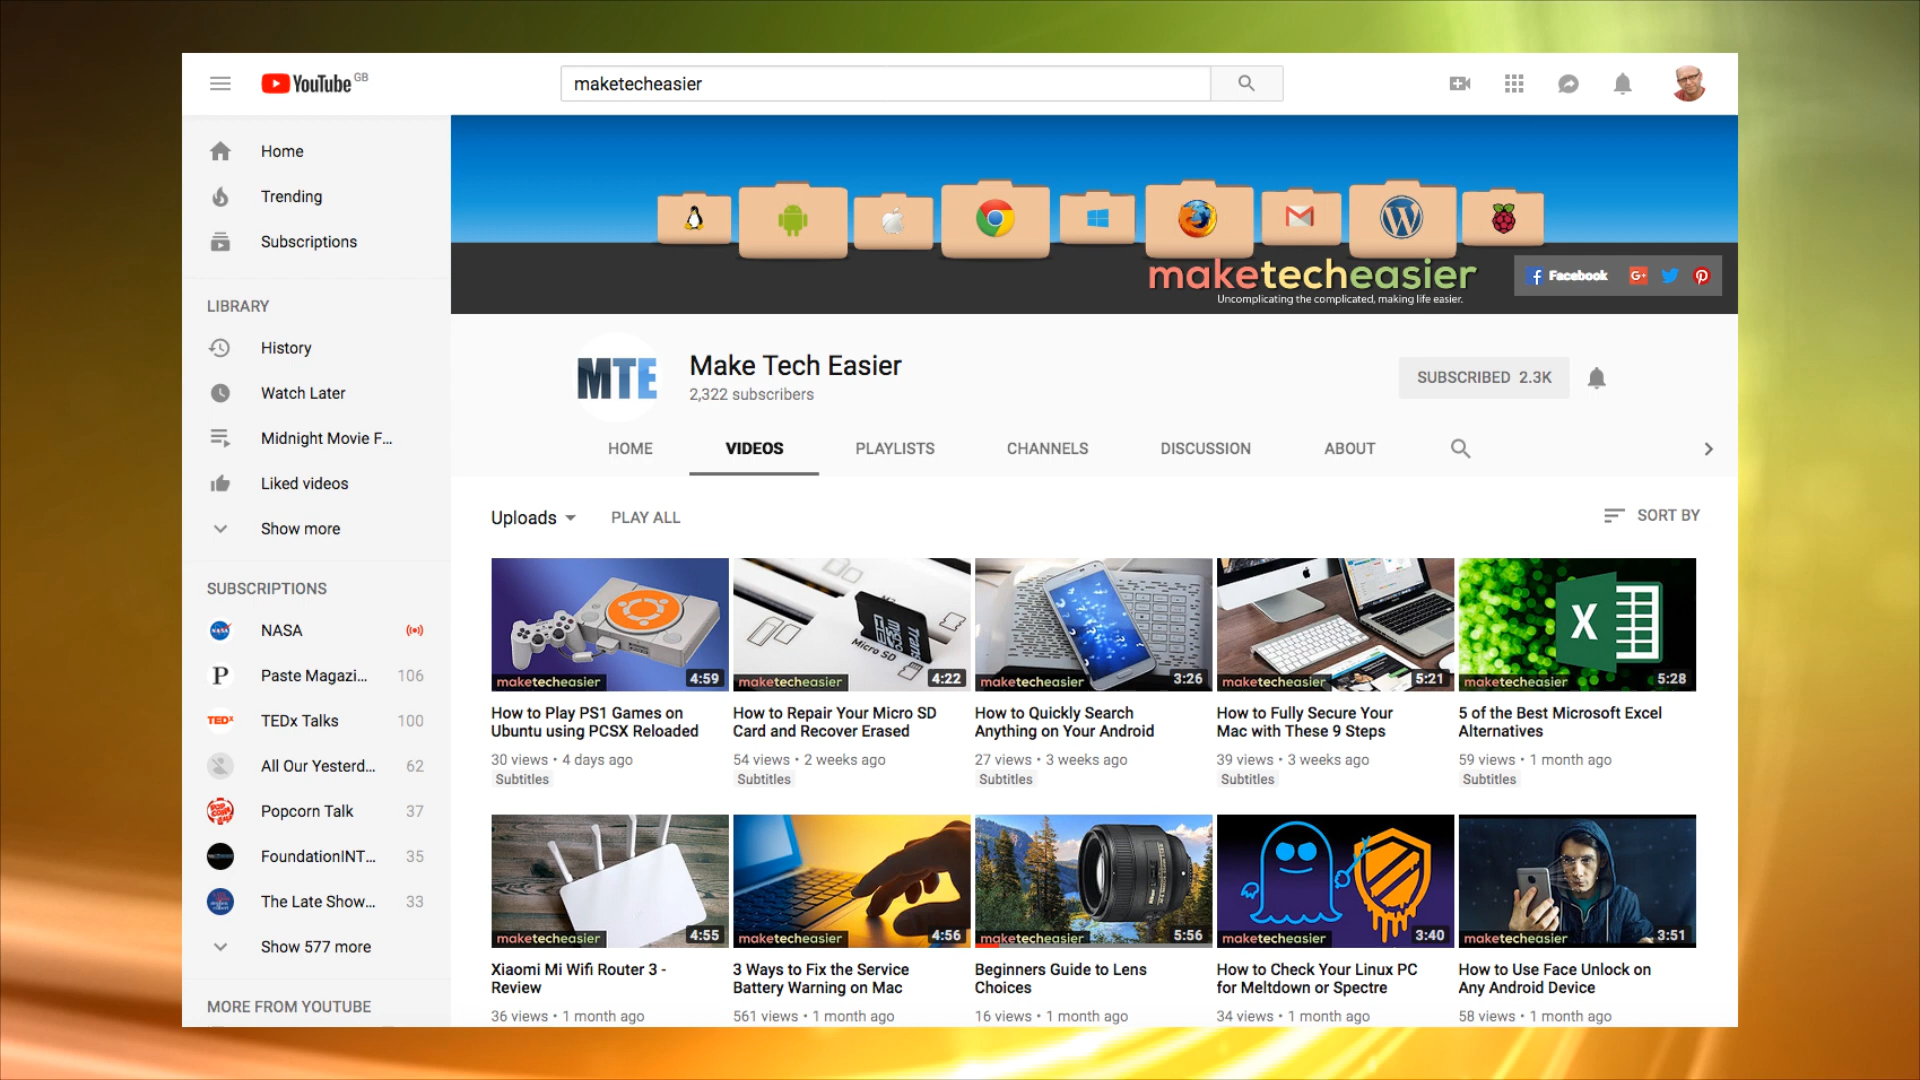 YouTube GB
maketecheasier
Home
Trending
Subscriptions
LIBRARY
History
Watch Later
Midnight Movie F...
Liked videos
Show more
SUBSCRIPTIONS
NASA
Paste Magazi... 106
TEDx Talks 100
All Our Yesterd... 62
Popcorn Talk 37
FoundationINT... 35
The Late Show... 33
Show 577 more
MORE FROM YOUTUBE
maketecheasier
Uncomplicating the complicated, making life easier.
Facebook
MTE
Make Tech Easier
2,322 subscribers
SUBSCRIBED 2.3K
HOME VIDEOS PLAYLISTS CHANNELS DISCUSSION ABOUT
Uploads PLAY ALL
SORT BY
maketecheasier 4:59
How to Play PS1 Games on
Ubuntu using PCSX Reloaded
30 views • 4 days ago
Subtitles
Micro SD
maketecheasier 4:22
How to Repair Your Micro SD
Card and Recover Erased
54 views • 2 weeks ago
Subtitles
maketecheasier 3:26
How to Quickly Search
Anything on Your Android
27 views • 3 weeks ago
Subtitles
maketecheasier 5:21
How to Fully Secure Your
Mac with These 9 Steps
39 views • 3 weeks ago
Subtitles
X
maketecheasier 5:28
5 of the Best Microsoft Excel
Alternatives
59 views • 1 month ago
Subtitles
maketecheasier 4:55
Xiaomi Mi Wifi Router 3 -
Review
36 views • 1 month ago
maketecheasier 4:56
3 Ways to Fix the Service
Battery Warning on Mac
561 views • 1 month ago
maketecheasier 5:56
Beginners Guide to Lens
Choices
16 views • 1 month ago
maketecheasier 3:40
How to Check Your Linux PC
for Meltdown or Spectre
34 views • 1 month ago
maketecheasier 3:51
How to Use Face Unlock on
Any Android Device
58 views • 1 month ago